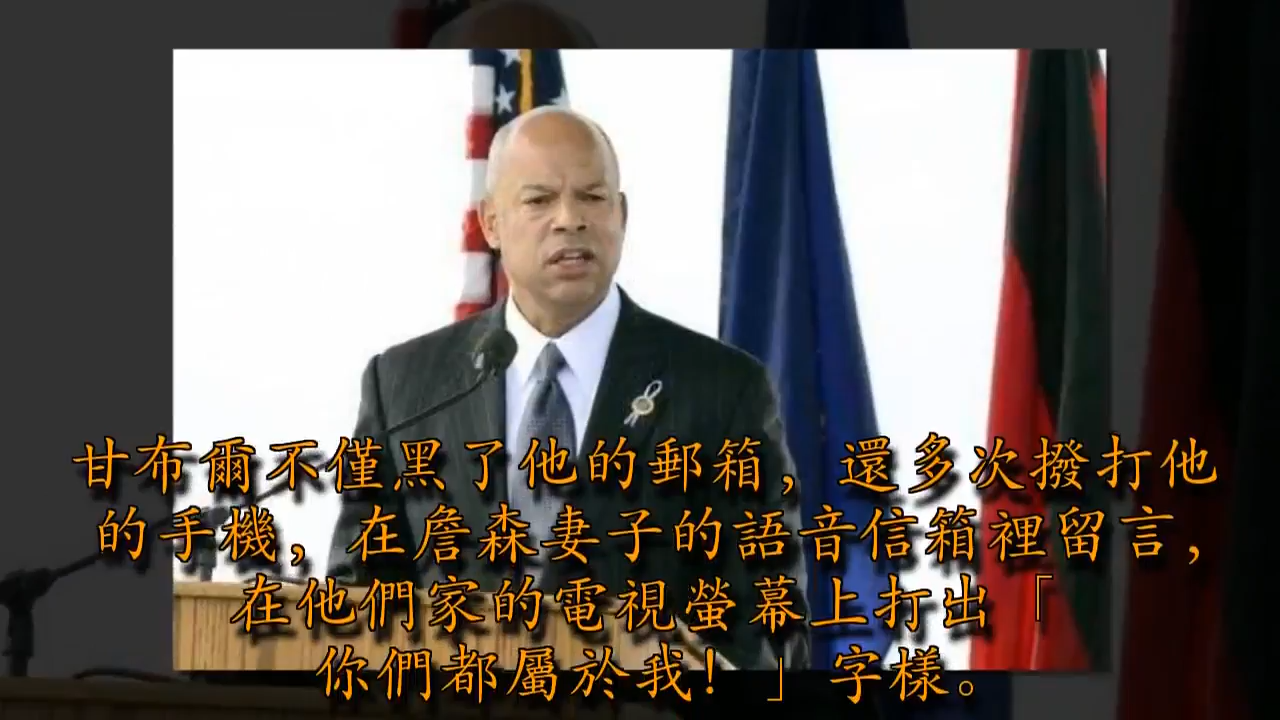 甘布爾不僅黑了他的郵箱，還多次撥打他
的手機，在詹森妻子的語音信箱裡留言，
在他們家的電視螢幕上打出「
你們都屬於我！」字樣。